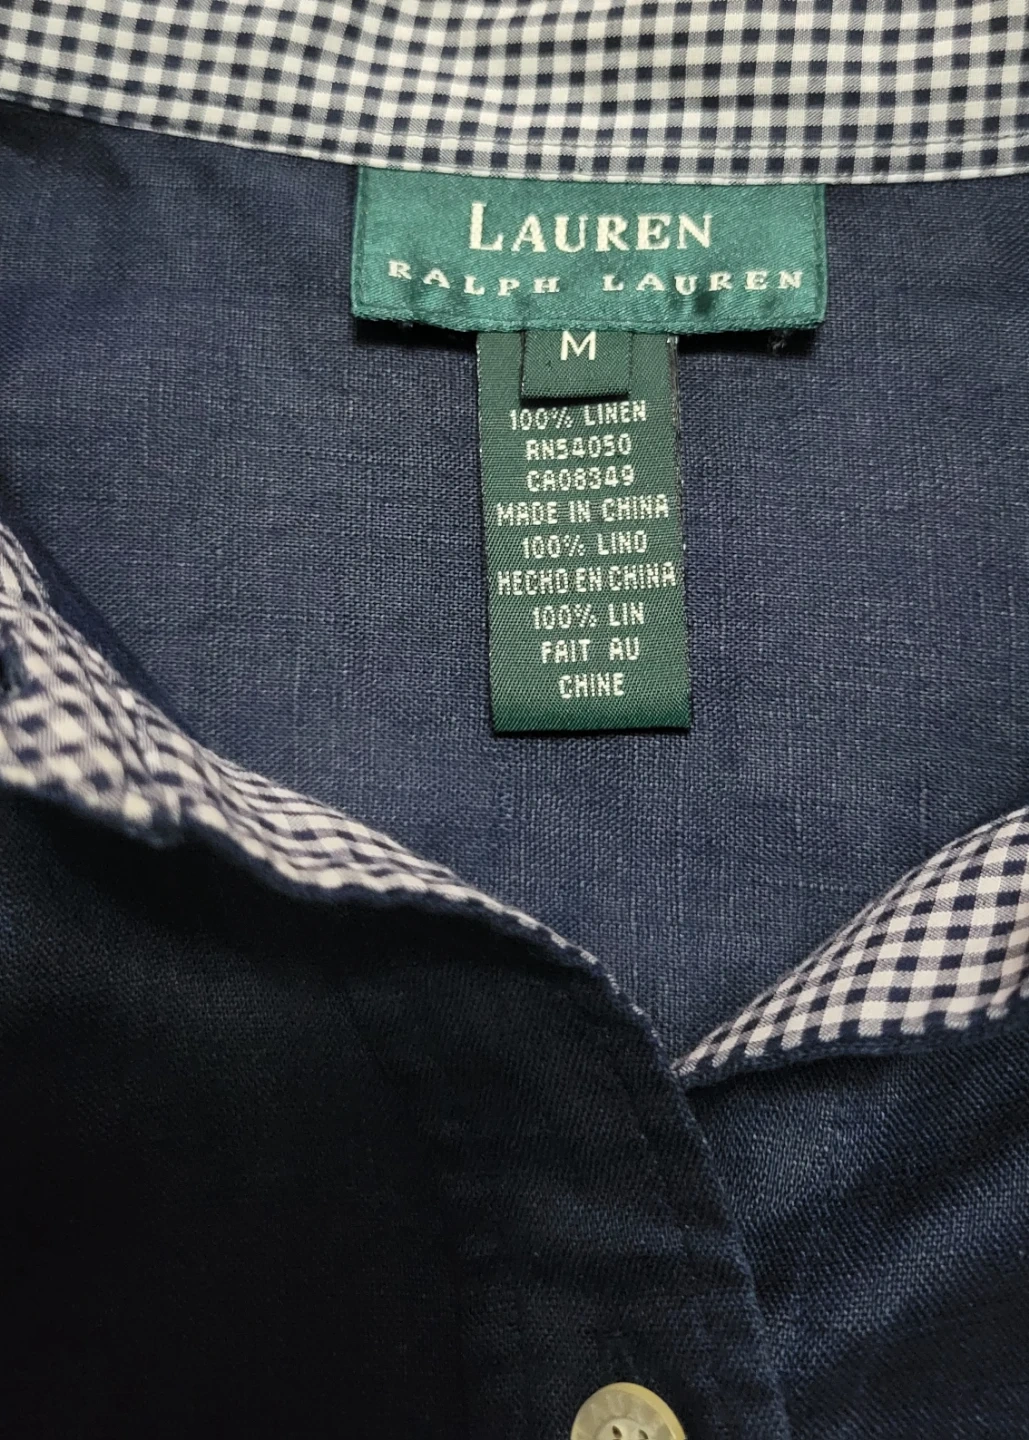 LAUREN
RALPH LAUREN
M
100% LINEN
RN54050
CA08349
MADE IN CHINA
100% LINO
HECHO EN CHINA
100% LIN
FAIT AU
CHINE